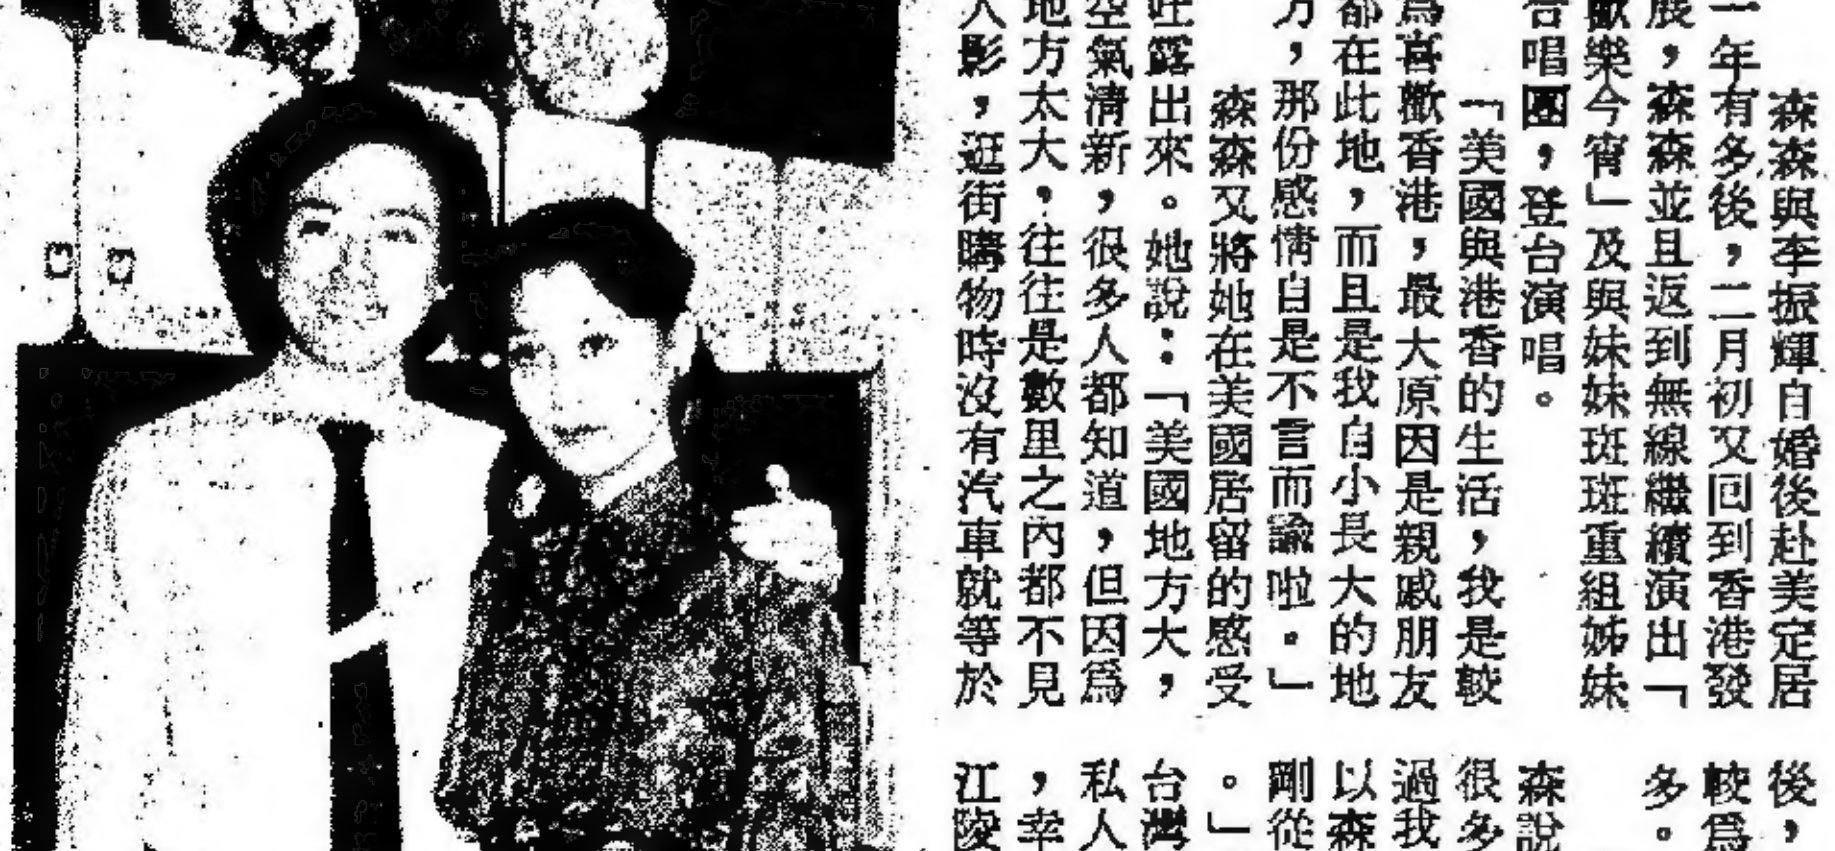 森森與李振輝自婚後赴美定居
一年有多後，二月初又回到香港發
展，森森並且返到無線繼續演出「
歡樂今宵」及與妹妹斑斑重組姊妹
合唱團，登台演唱。
「美國與港香的生活，我是較
為喜歡香港，最大原因是親戚朋友
都在此地，而且是我自小長大的地
方，那份感情自是不言而諭啦。」
森森又將她在美國居留的感受
吐露出來。她說：「美國地方大，
空氣清新，很多人都知道，但因為
地方太大，往往是數里之內都不見
人影，逛街購物時沒有汽車就等於
後，
較為
多。
森說
很多
過我
以森
剛從
。」
台灣
私人
，幸
江陵